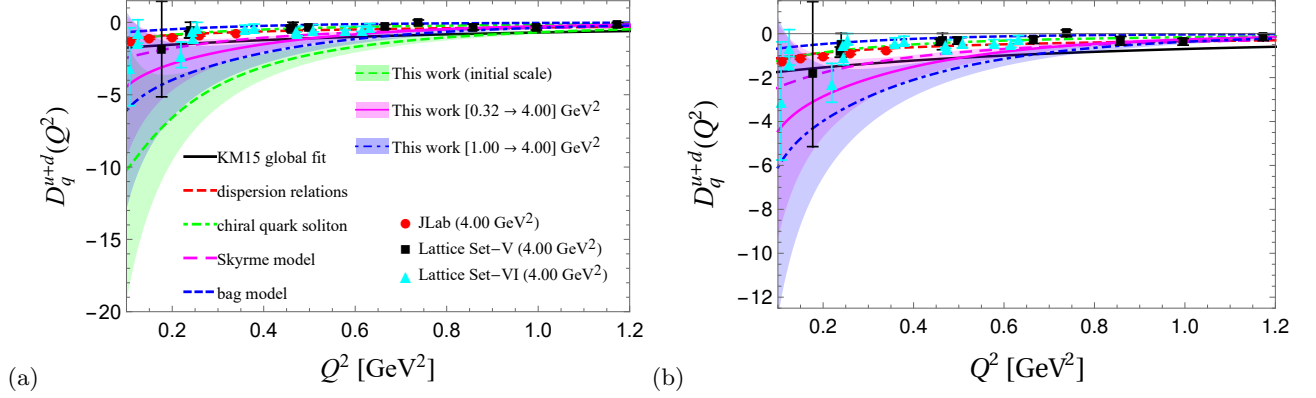 0
−5
−10
−15
−20
D_q^{u+d}(Q^2)
This work (initial scale)
This work [0.32 → 4.00] GeV^2
This work [1.00 → 4.00] GeV^2
KM15 global fit
dispersion relations
chiral quark soliton
Skyrme model
bag model
JLab (4.00 GeV^2)
Lattice Set−V (4.00 GeV^2)
Lattice Set−VI (4.00 GeV^2)
0.2 0.4 0.6 0.8 1.0 1.2
Q^2 [GeV^2]
(a)
0
−2
−4
−6
−8
−10
−12
D_q^{u+d}(Q^2)
0.2 0.4 0.6 0.8 1.0 1.2
Q^2 [GeV^2]
(b)